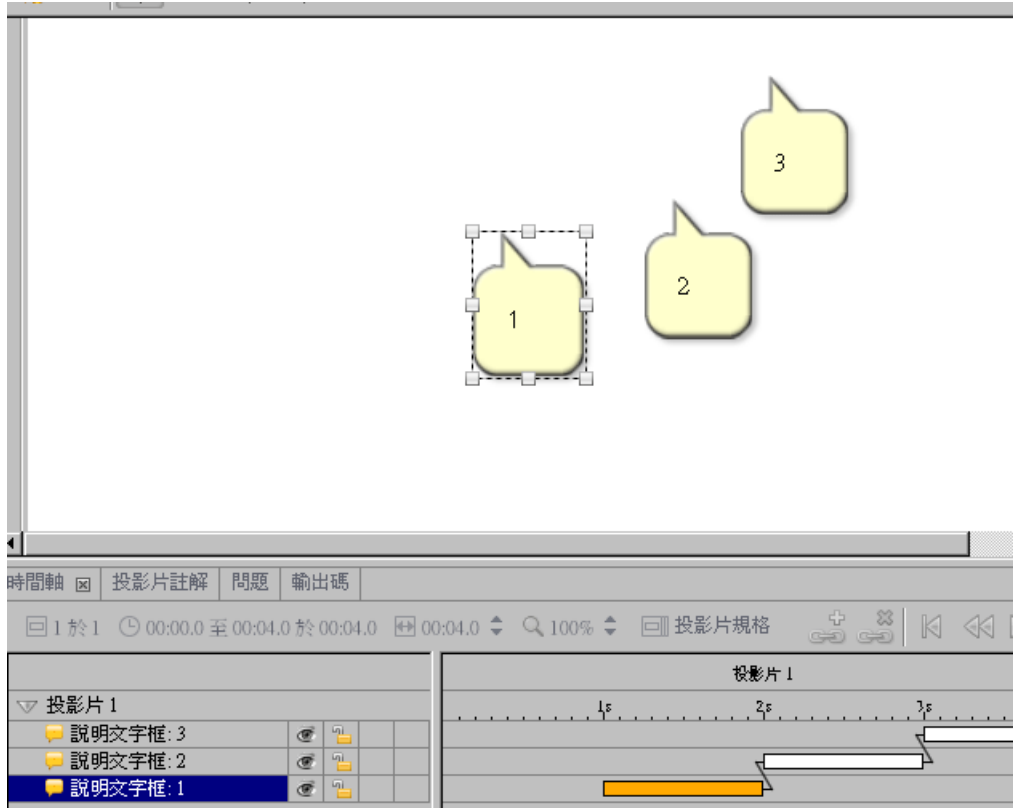 3
2
1
時間軸 投影片註解 問題 輸出碼
1 於 1 00:00.0 至 00:04.0 於 00:04.0 00:04.0 100% 投影片規格
投影片 1
投影片 1 1s 2s 3s
說明文字框: 3
說明文字框: 2
說明文字框: 1